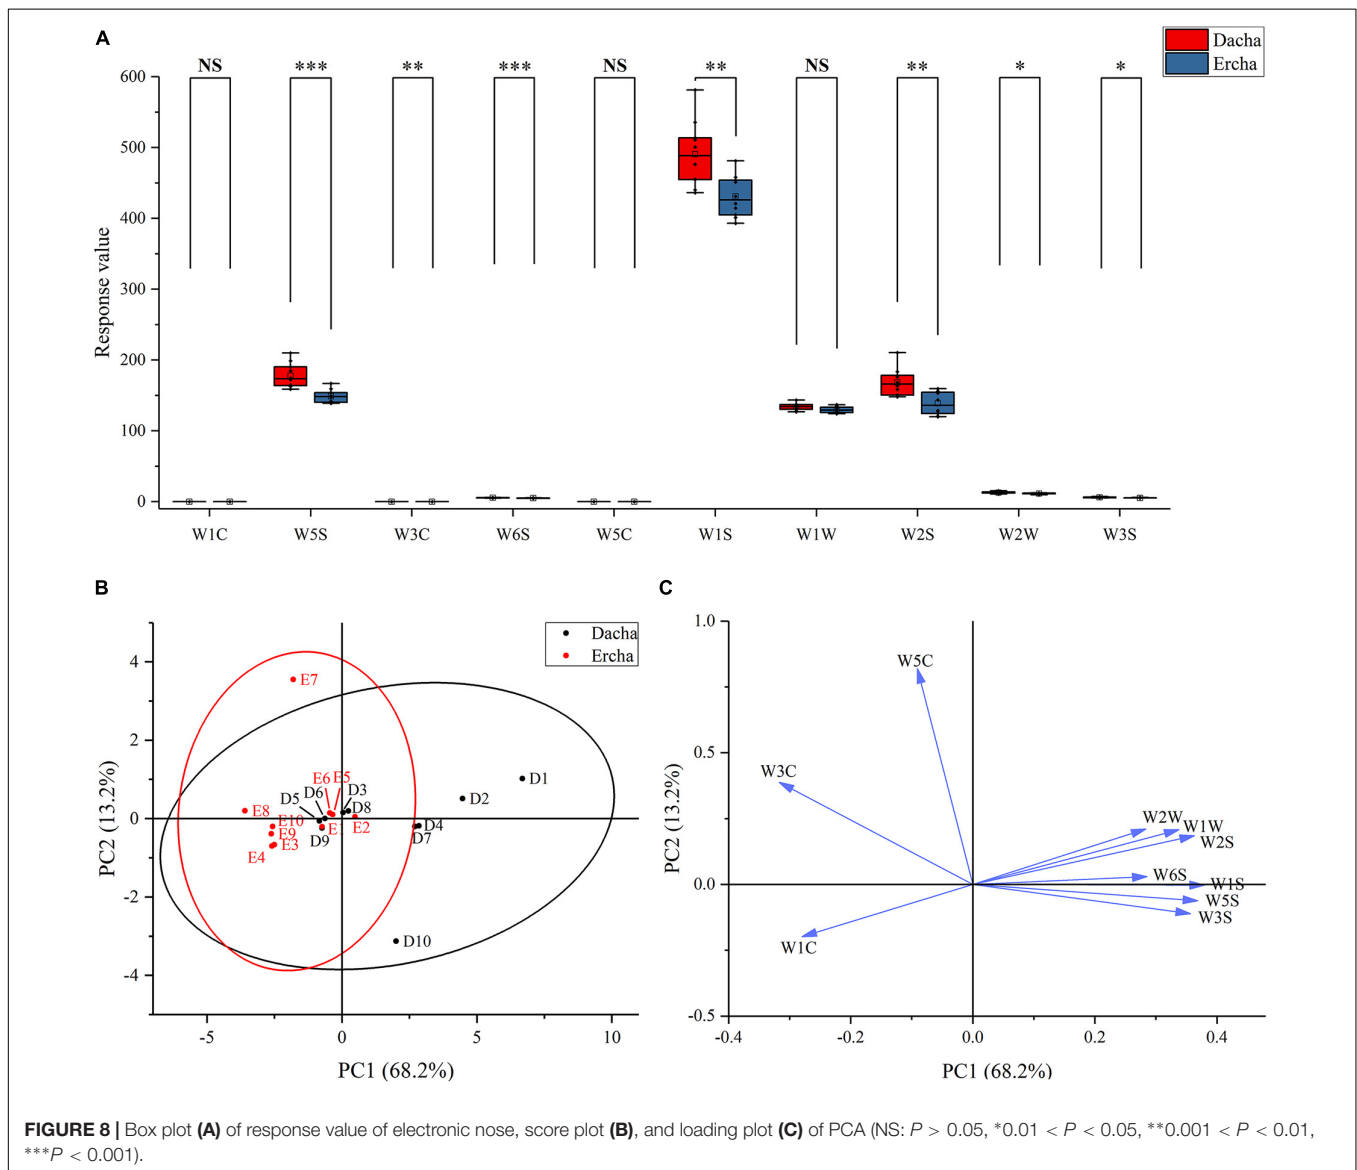 A
Dacha
Ercha
NS *** ** *** NS ** NS ** * *
600
500
400
300
200
100
0
Response value
W1C W5S W3C W6S W5C W1S W1W W2S W2W W3S
B
Dacha
Ercha
4
2
0
-2
-4
PC2 (13.2%)
E7
D1
D2
E6 E5
D6 D3
D5 D8
E8
E10 E1 E2 D4
E9 D9 D7
E4 E3
D10
-5 0 5 10
PC1 (68.2%)
C
1.0
0.5
0.0
-0.5
PC2 (13.2%)
W5C
W3C
W2W
W1W
W2S
W6S
W1S
W5S
W3S
W1C
-0.4 -0.2 0.0 0.2 0.4
PC1 (68.2%)
FIGURE 8 | Box plot (A) of response value of electronic nose, score plot (B), and loading plot (C) of PCA (NS: P > 0.05, *0.01 < P < 0.05, **0.001 < P < 0.01,
***P < 0.001).